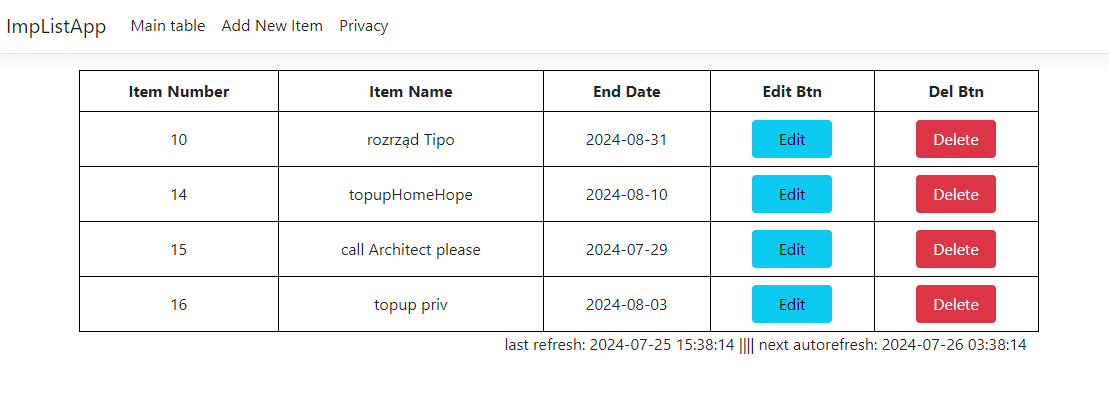 ImpListApp Main table Add New Item Privacy
Item Number Item Name End Date Edit Btn Del Btn
10 rozrząd Tipo 2024-08-31 Edit Delete
14 topupHomeHope 2024-08-10 Edit Delete
15 call Architect please 2024-07-29 Edit Delete
16 topup priv 2024-08-03 Edit Delete
last refresh: 2024-07-25 15:38:14 |||| next autorefresh: 2024-07-26 03:38:14